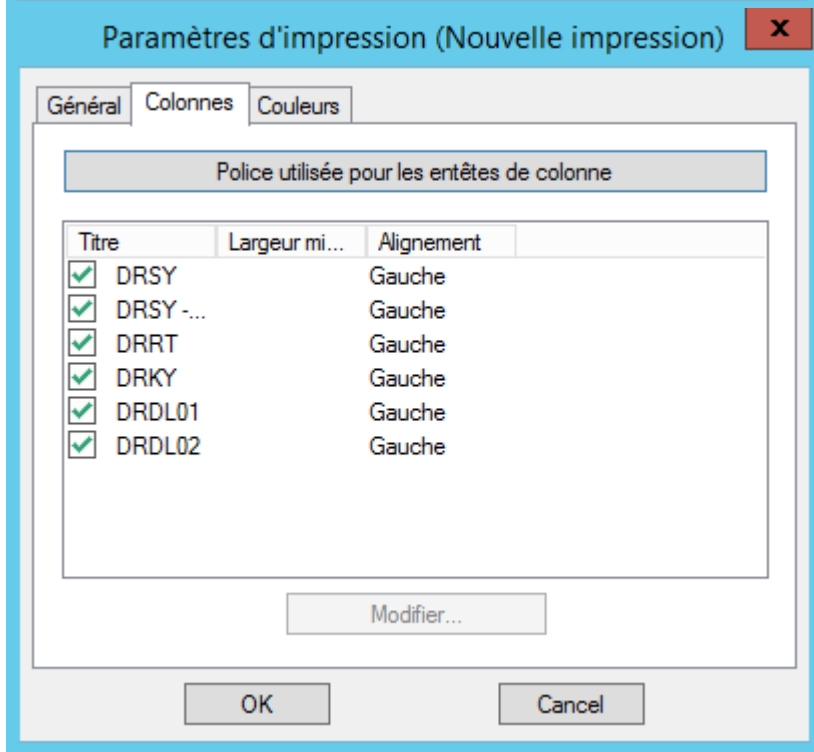 Paramètres d'impression (Nouvelle impression) x
Général Colonnes Couleurs
Police utilisée pour les entêtes de colonne
Titre Largeur mi... Alignement
DRSY Gauche
DRSY -... Gauche
DRRT Gauche
DRKY Gauche
DRDL01 Gauche
DRDL02 Gauche
Modifier...
OK Cancel